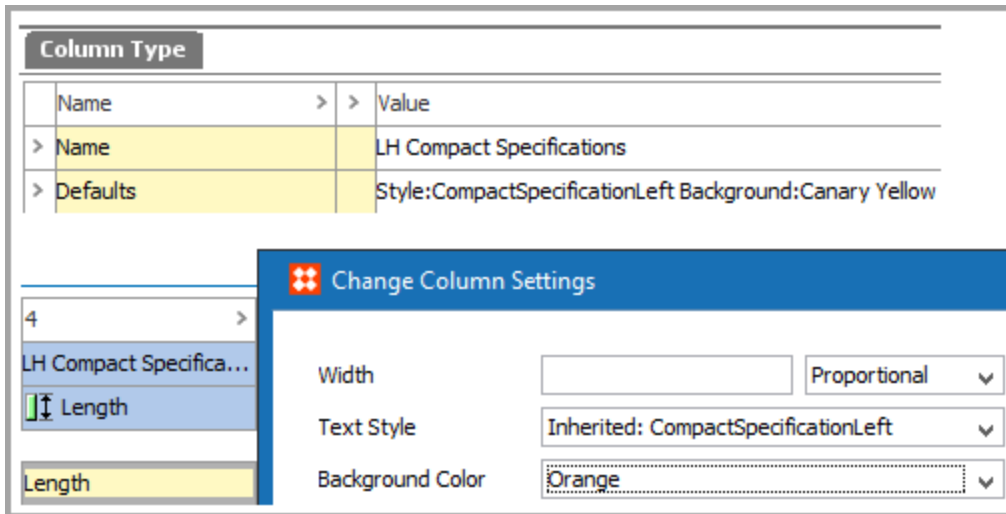 Column Type
Name > > Value
> Name LH Compact Specifications
> Defaults Style:CompactSpecificationLeft Background:Canary Yellow
Change Column Settings
4 >
LH Compact Specifica...
Length
Length
Width Proportional
Text Style Inherited: CompactSpecificationLeft
Background Color Orange